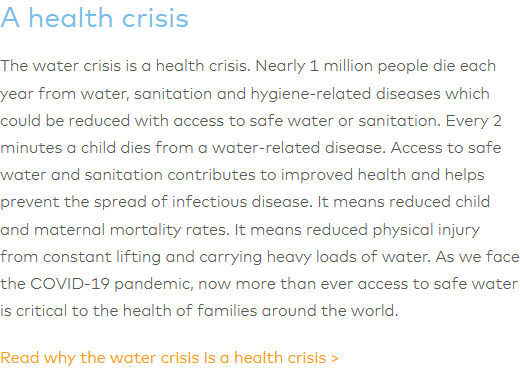 A health crisis
The water crisis is a health crisis. Nearly 1 million people die each
year from water, sanitation and hygiene-related diseases which
could be reduced with access to safe water or sanitation. Every 2
minutes a child dies from a water-related disease. Access to safe
water and sanitation contributes to improved health and helps
prevent the spread of infectious disease. It means reduced child
and maternal mortality rates. It means reduced physical injury
from constant lifting and carrying heavy loads of water. As we face
the COVID-19 pandemic, now more than ever access to safe water
is critical to the health of families around the world.
Read why the water crisis is a health crisis >